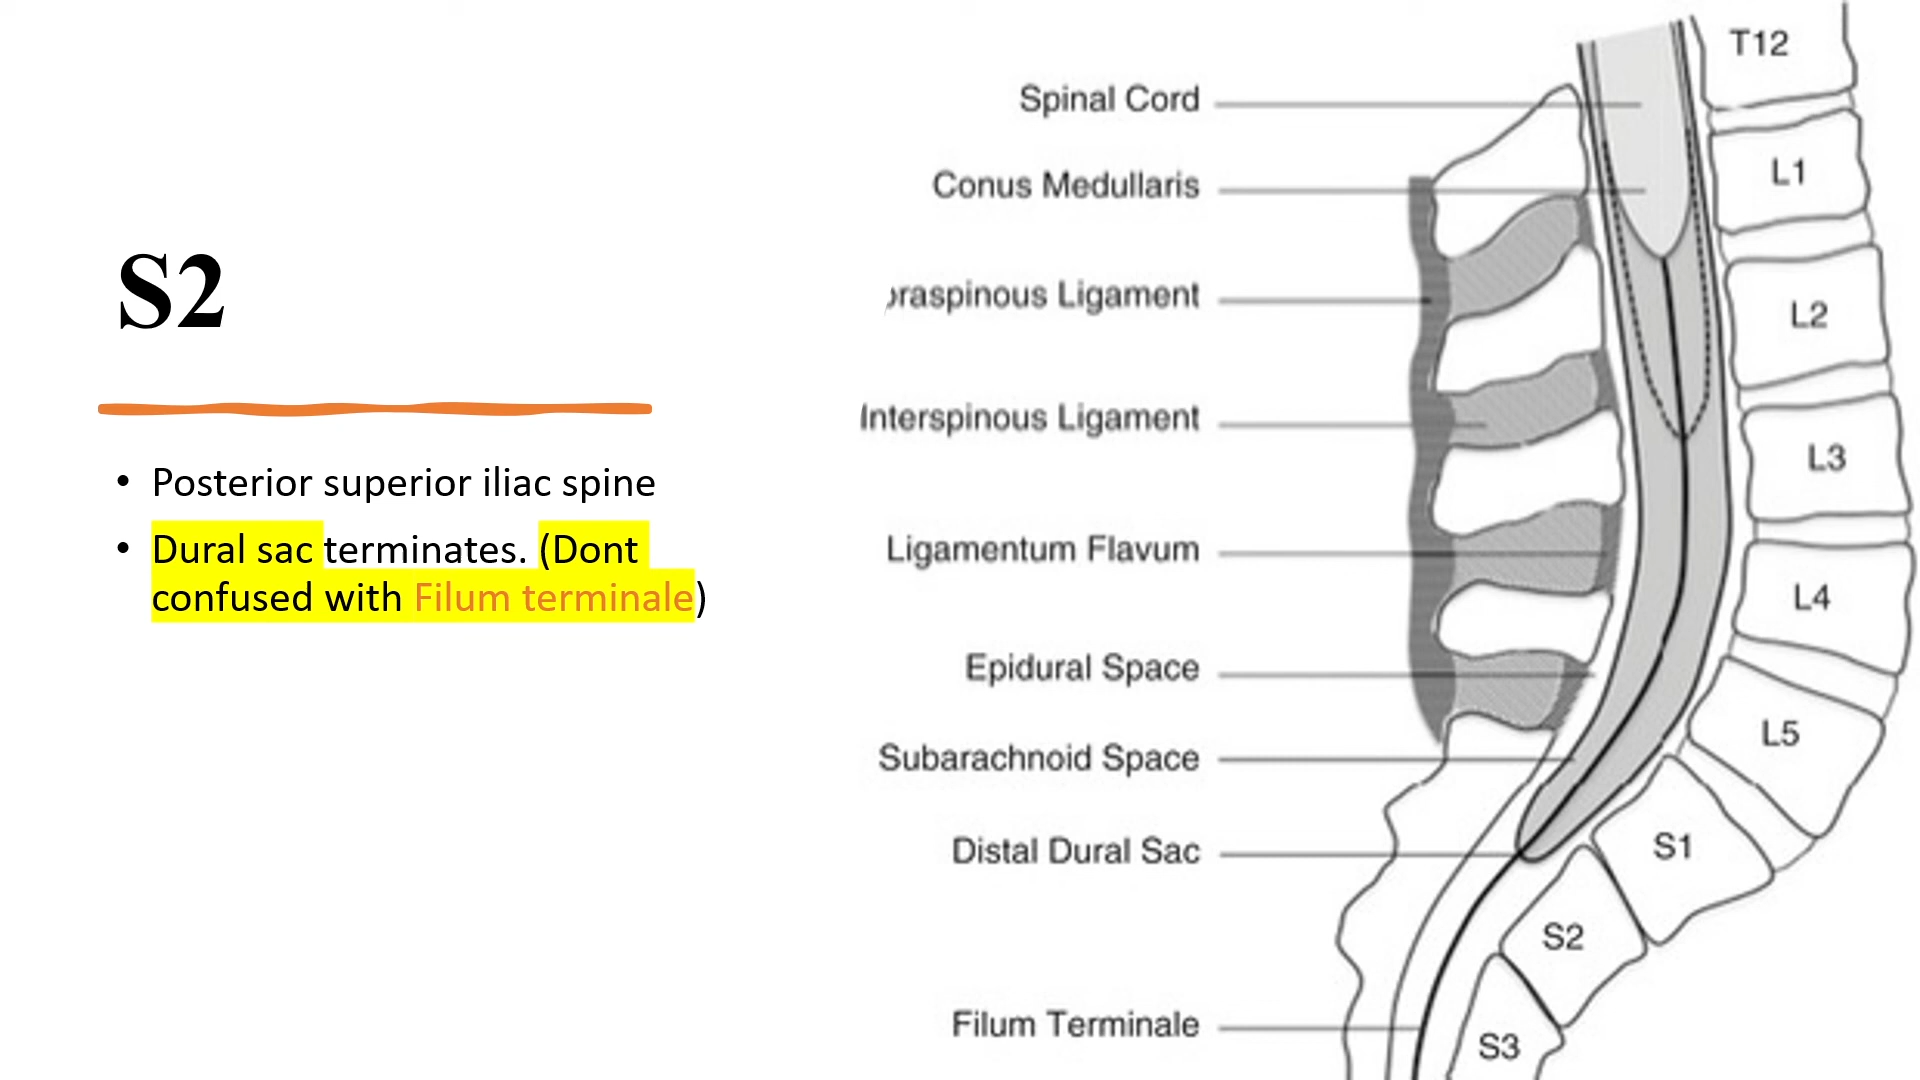 S2
• Posterior superior iliac spine
• Dural sac terminates. (Dont
confused with Filum terminale)
Spinal Cord
Conus Medullaris
Ligament
Interspinous Ligament
Ligamentum Flavum
Epidural Space
Subarachnoid Space
Distal Dural Sac
Filum Terminale
T12
L1
L2
L3
L4
L5
S1
S2
S3